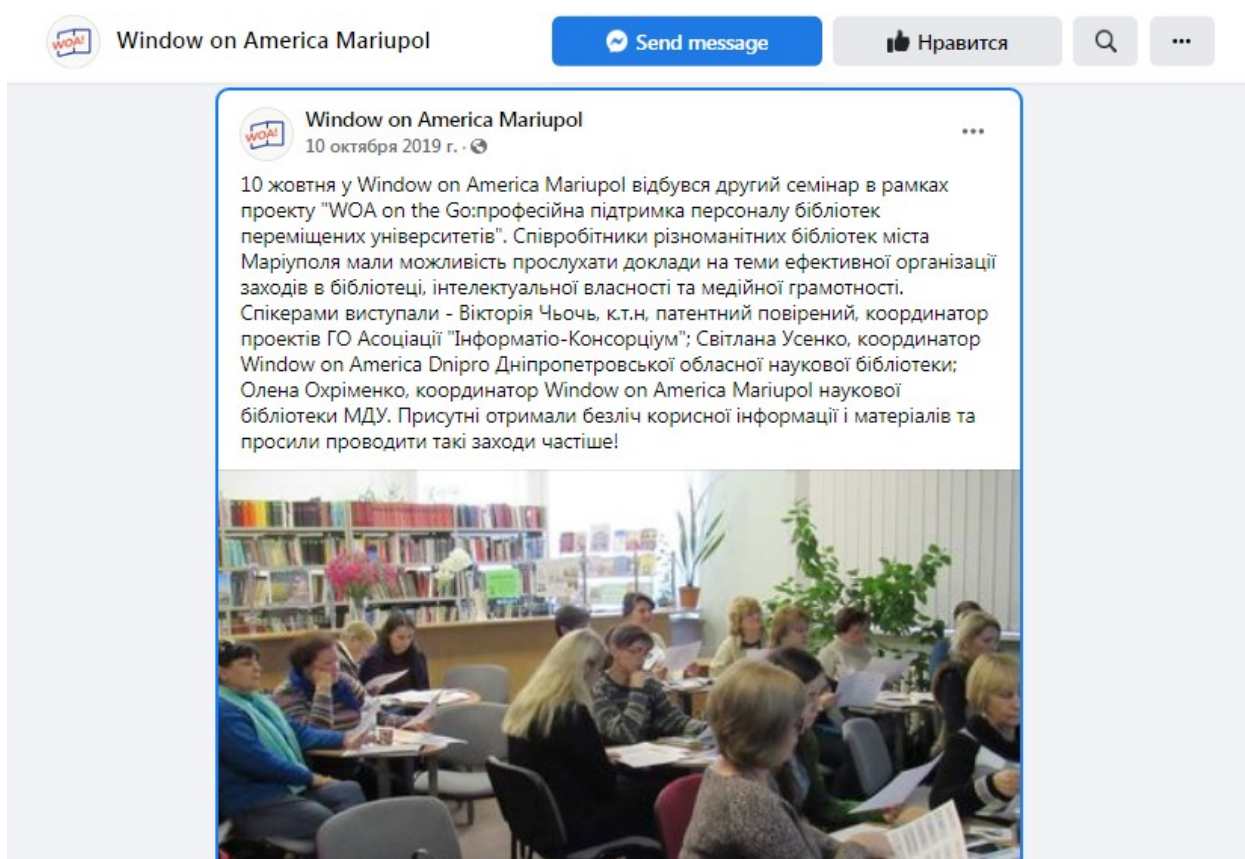 WOA!
Window on America Mariupol
Send message
Нравится
WOA!
Window on America Mariupol
10 октября 2019 г. ·
10 жовтня у Window on America Mariupol відбувся другий семінар в рамках
проекту "WOA on the Go:професійна підтримка персоналу бібліотек
переміщених університетів". Співробітники різноманітних бібліотек міста
Маріуполя мали можливість прослухати доклади на теми ефективної організації
заходів в бібліотеці, інтелектуальної власності та медійної грамотності.
Спікерами виступали - Вікторія Чьочь, к.т.н, патентний повірений, координатор
проектів ГО Асоціації "Інформатіо-Консорціум"; Світлана Усенко, координатор
Window on America Dnipro Дніпропетровської обласної наукової бібліотеки;
Олена Охріменко, координатор Window on America Mariupol наукової
бібліотеки МДУ. Присутні отримали безліч корисної інформації і матеріалів та
просили проводити такі заходи частіше!